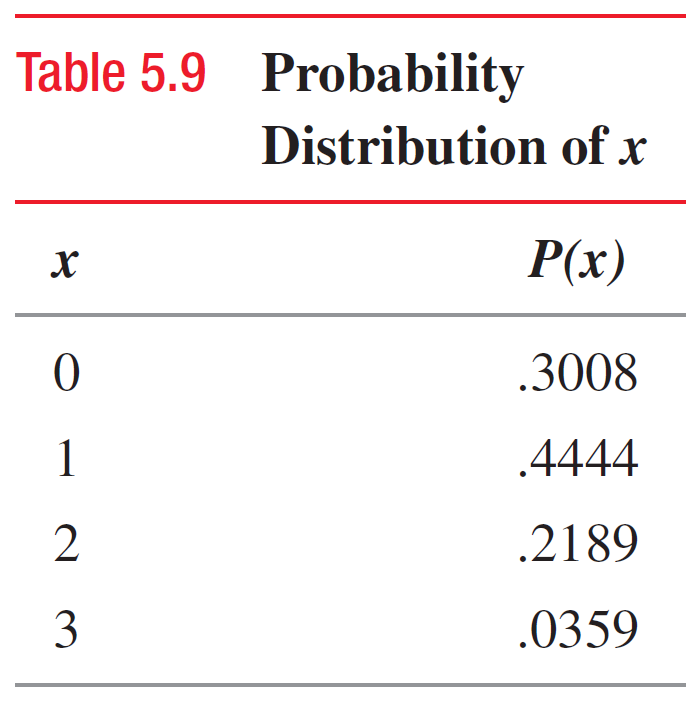 Table 5.9 Probability
Distribution of x
x P(x)
0 .3008
1 .4444
2 .2189
3 .0359